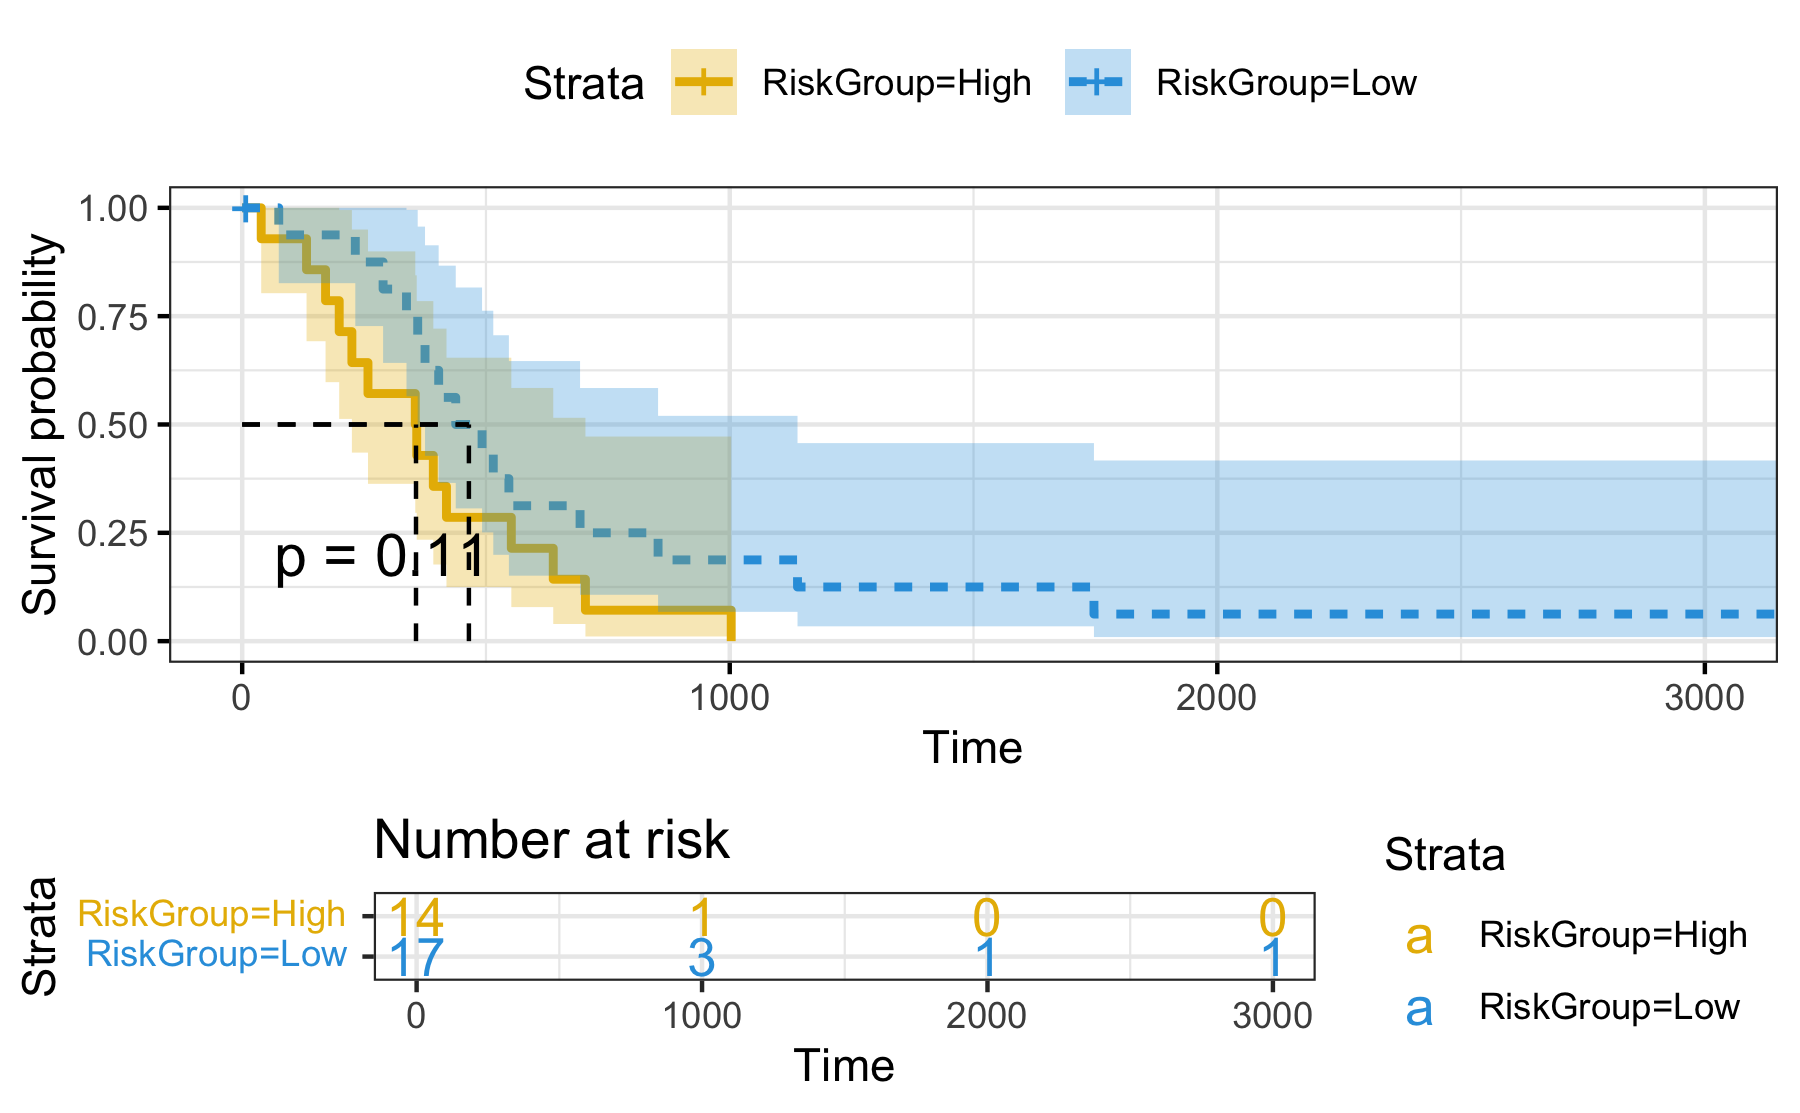 Strata RiskGroup=High RiskGroup=Low
Survival probability
1.00
0.75
0.50
0.25
0.00
p = 0.11
0 1000 2000 3000
Time
Number at risk
Strata
RiskGroup=High 14 1 0 0
RiskGroup=Low 17 3 1 1
0 1000 2000 3000
Time
Strata
a RiskGroup=High
a RiskGroup=Low